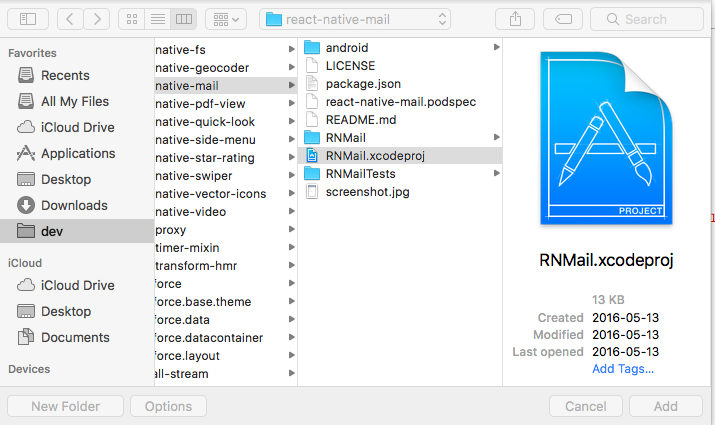 react-native-mail
Search
Favorites
Recents
All My Files
iCloud Drive
Applications
Desktop
Downloads
dev
iCloud
iCloud Drive
Desktop
Documents
Devices
native-fs
native-geocoder
native-mail
native-pdf-view
native-quick-look
native-side-menu
native-star-rating
native-swiper
native-vector-icons
native-video
proxy
timer-mixin
transform-hmr
force
force.base.theme
force.data
force.datacontainer
force.layout
all-stream
android
LICENSE
package.json
react-native-mail.podspec
README.md
RNMail
RNMail.xcodeproj
RNMailTests
screenshot.jpg
PROJECT
RNMail.xcodeproj
13 KB
Created 2016-05-13
Modified 2016-05-13
Last opened 2016-05-13
Add Tags...
New Folder
Options
Cancel
Add